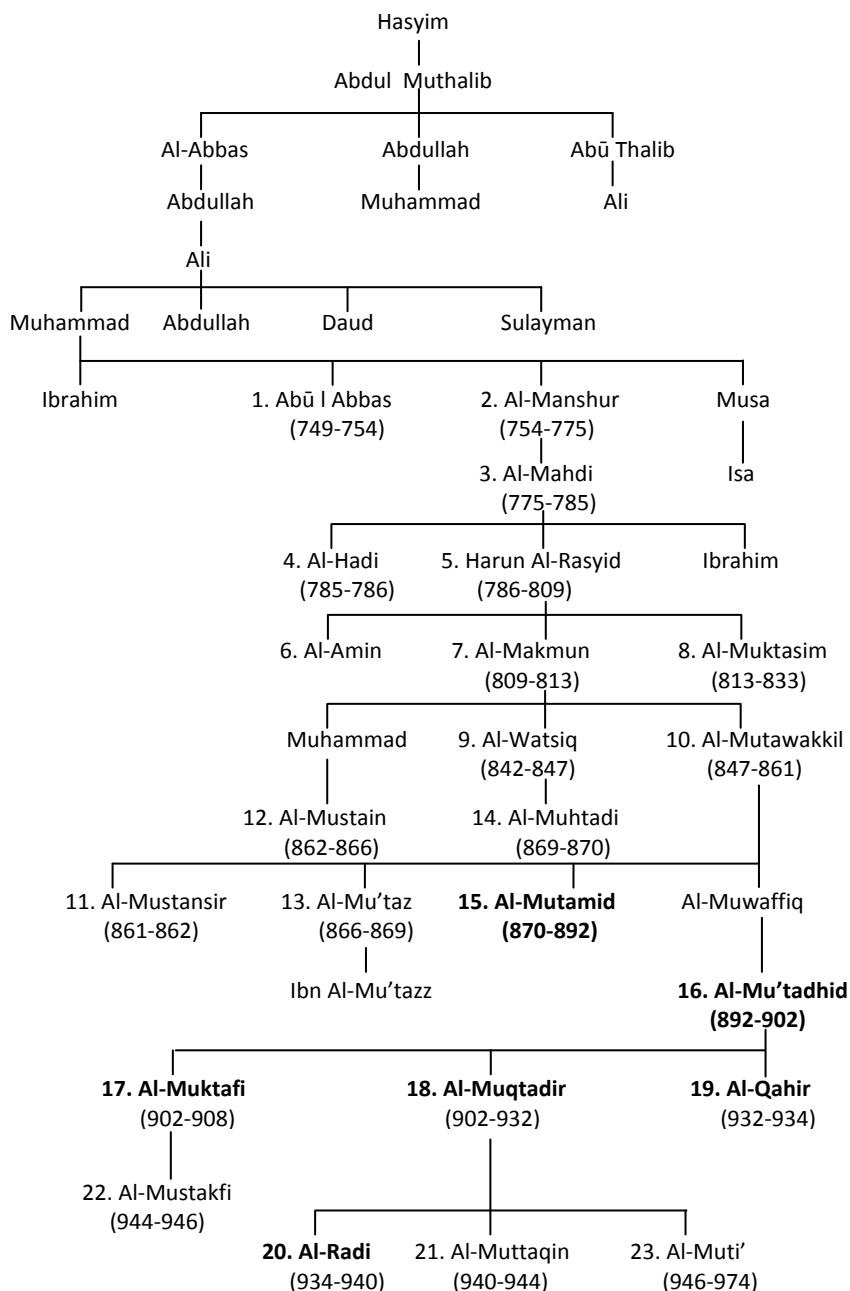 Hasyim
Abdul Muthalib
Al-Abbas Abdullah Abū Thalib
Abdullah Muhammad Ali
Ali
Muhammad Abdullah Daud Sulayman
Ibrahim 1. Abū l Abbas 2. Al-Manshur Musa
(749-754) (754-775)
3. Al-Mahdi Isa
(775-785)
4. Al-Hadi 5. Harun Al-Rasyid Ibrahim
(785-786) (786-809)
6. Al-Amin 7. Al-Makmun 8. Al-Muktasim
(809-813) (813-833)
Muhammad 9. Al-Watsiq 10. Al-Mutawakkil
(842-847) (847-861)
12. Al-Mustain 14. Al-Muhtadi
(862-866) (869-870)
11. Al-Mustansir 13. Al-Mu’taz 15. Al-Mutamid Al-Muwaffiq
(861-862) (866-869) (870-892)
Ibn Al-Mu’tazz 16. Al-Mu’tadhid
(892-902)
17. Al-Muktafi 18. Al-Muqtadir 19. Al-Qahir
(902-908) (902-932) (932-934)
22. Al-Mustakfi
(944-946)
20. Al-Radi 21. Al-Muttaqin 23. Al-Muti’
(934-940) (940-944) (946-974)